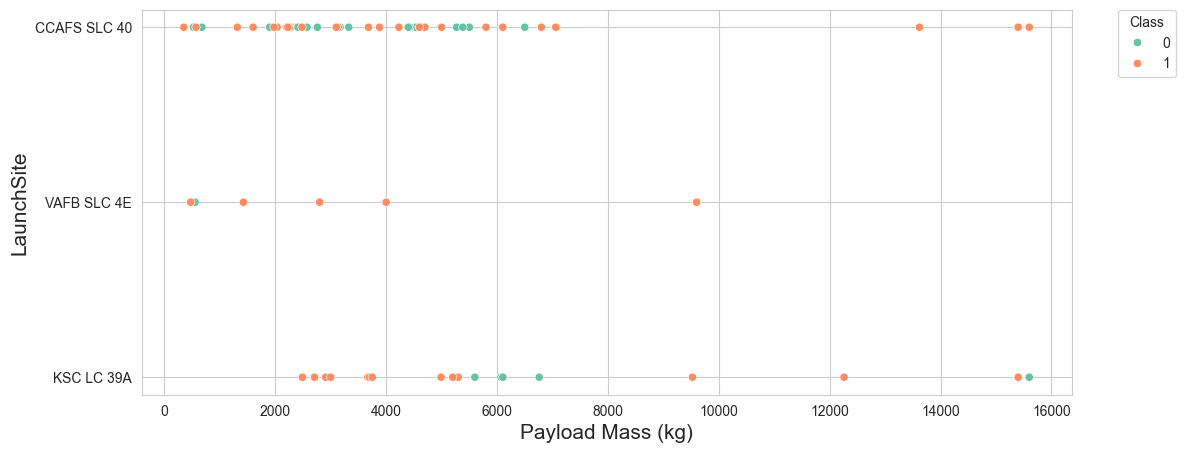 CCAFS SLC 40
VAFB SLC 4E
KSC LC 39A
LaunchSite
0 2000 4000 6000 8000 10000 12000 14000 16000
Payload Mass (kg)
Class
0
1